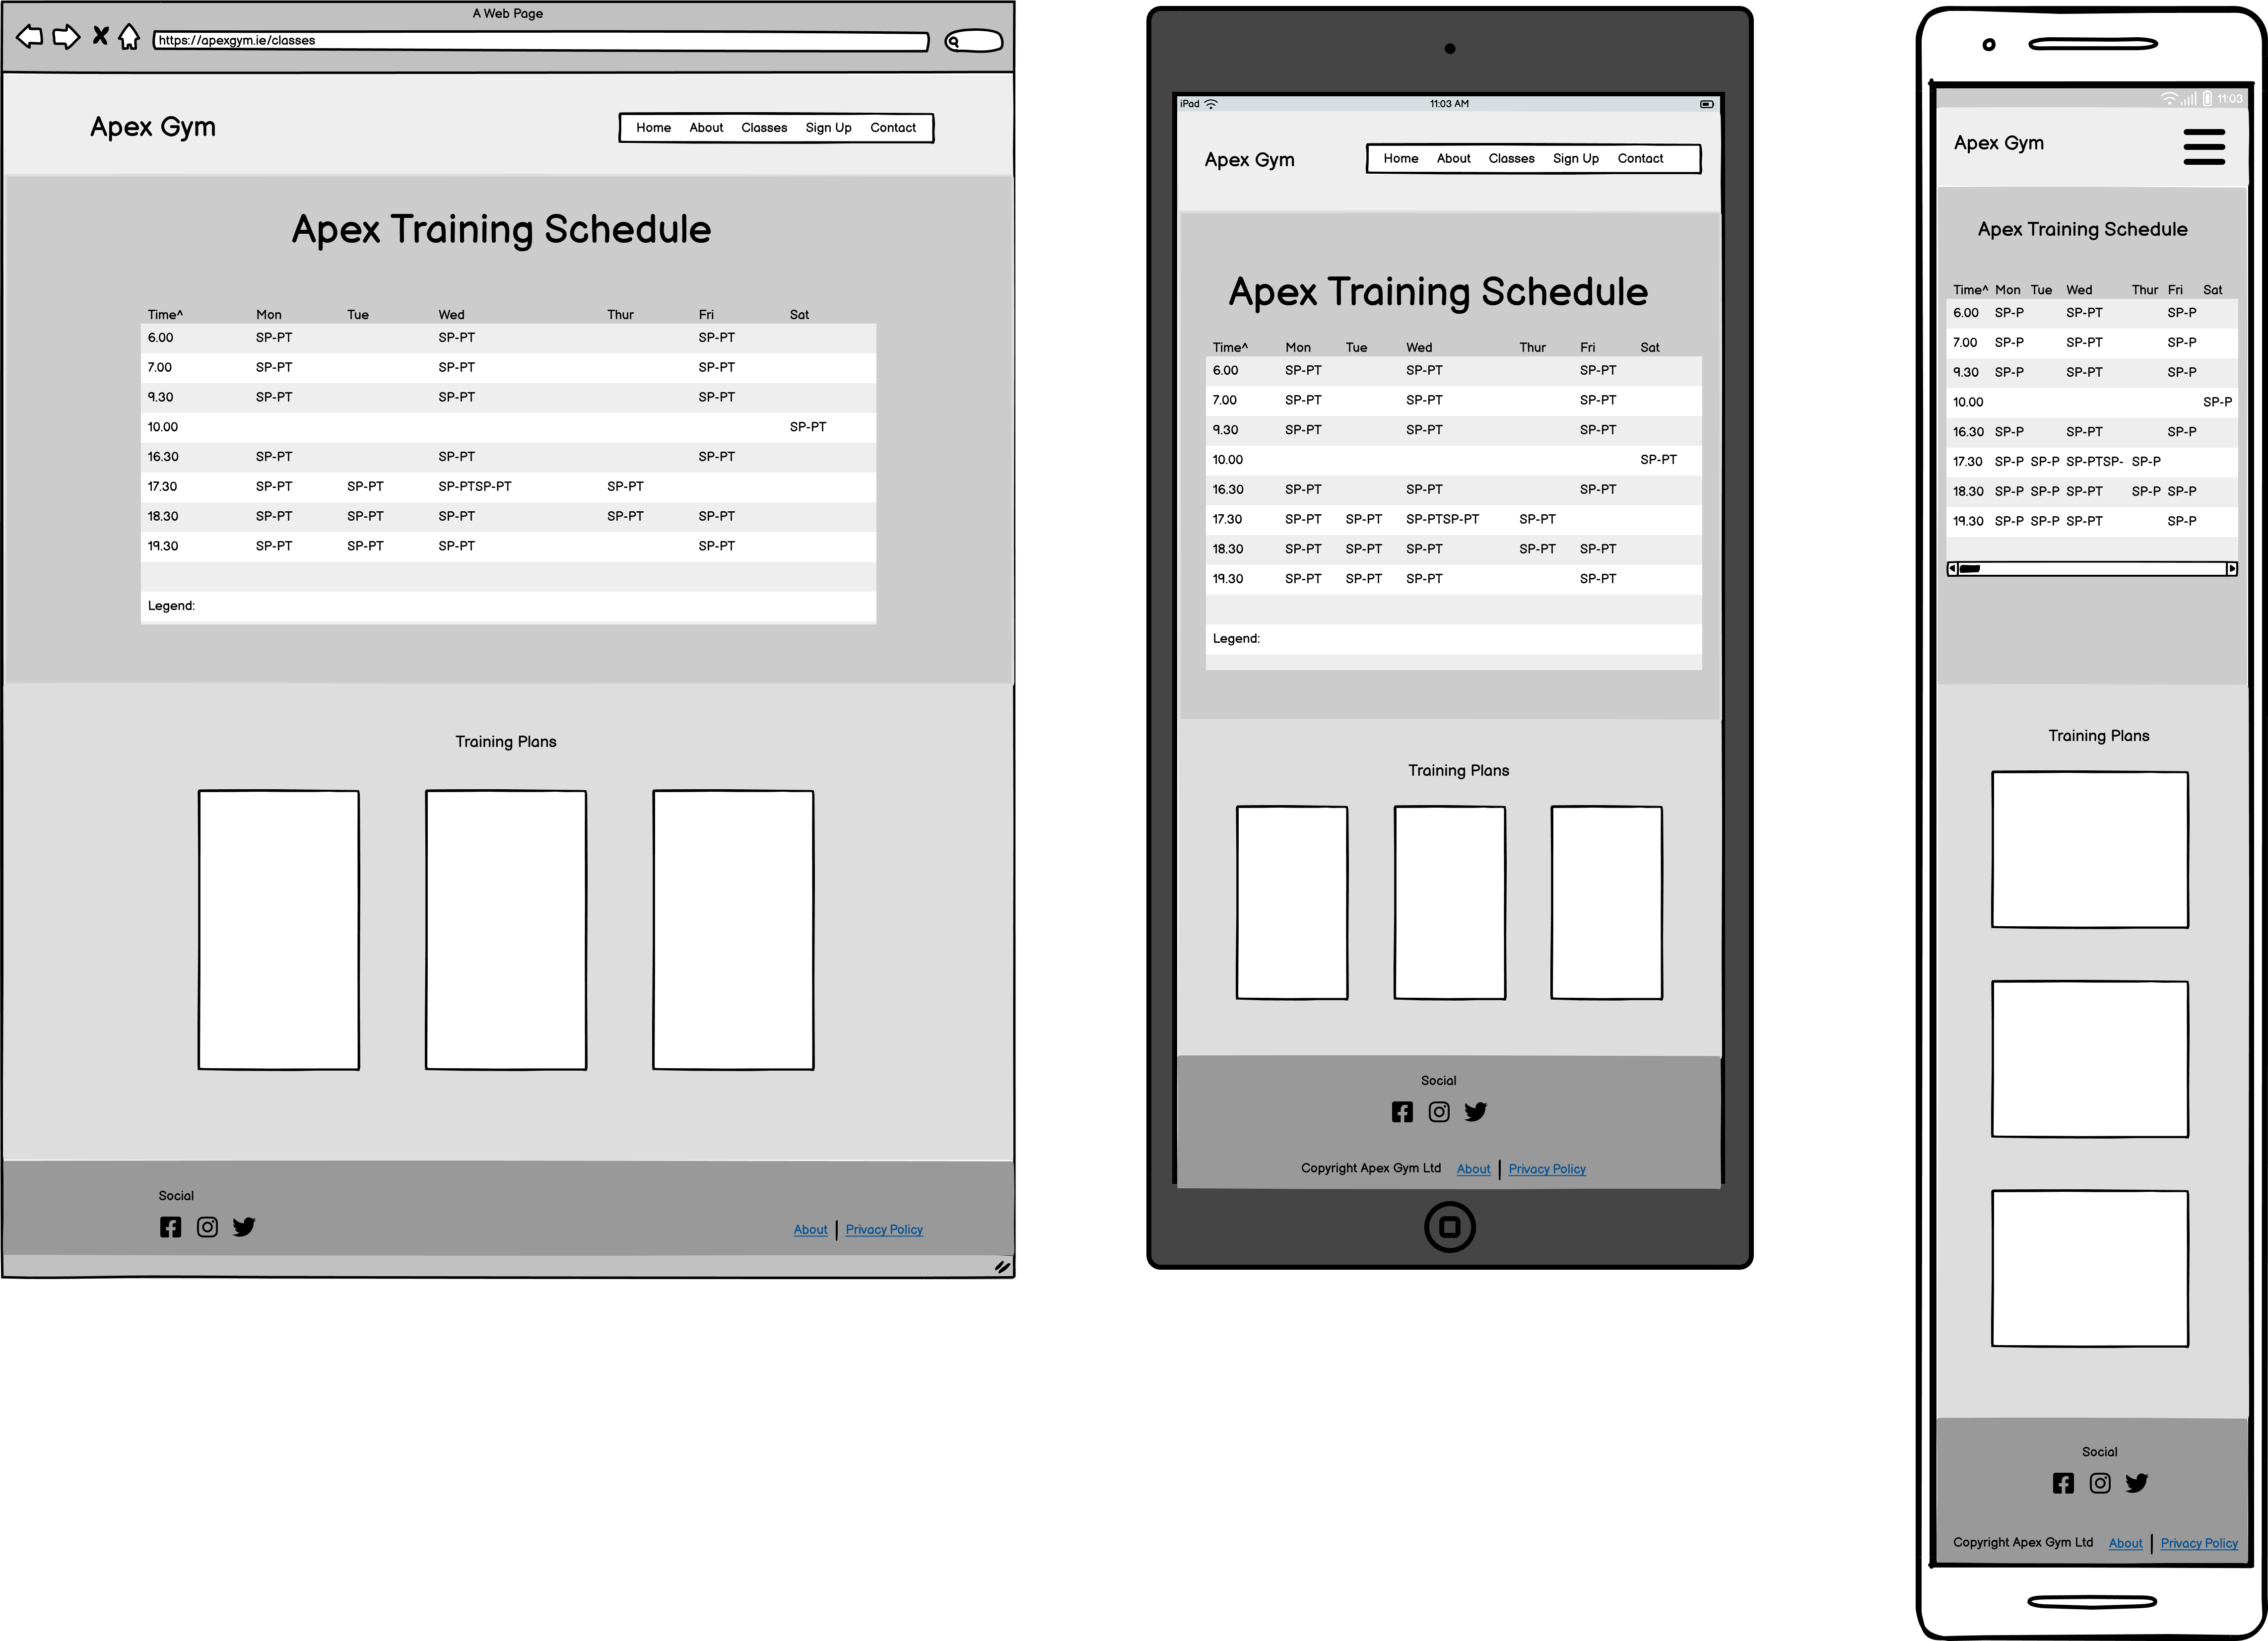 A Web Page
https://apexgym.ie/classes
Apex Gym
Home About Classes Sign Up Contact
Apex Training Schedule
Time^ Mon Tue Wed Thur Fri Sat
6.00 SP-PT SP-PT SP-PT
7.00 SP-PT SP-PT SP-PT
9.30 SP-PT SP-PT SP-PT
10.00 SP-PT
16.30 SP-PT SP-PT SP-PT
17.30 SP-PT SP-PT SP-PTSP-PT SP-PT
18.30 SP-PT SP-PT SP-PT SP-PT SP-PT
19.30 SP-PT SP-PT SP-PT SP-PT
Legend:
Training Plans
Social
About | Privacy Policy
iPad 11:03 AM
Apex Gym
Home About Classes Sign Up Contact
Apex Training Schedule
Time^ Mon Tue Wed Thur Fri Sat
6.00 SP-PT SP-PT SP-PT
7.00 SP-PT SP-PT SP-PT
9.30 SP-PT SP-PT SP-PT
10.00 SP-PT
16.30 SP-PT SP-PT SP-PT
17.30 SP-PT SP-PT SP-PTSP-PT SP-PT
18.30 SP-PT SP-PT SP-PT SP-PT SP-PT
19.30 SP-PT SP-PT SP-PT SP-PT
Legend:
Training Plans
Social
Copyright Apex Gym Ltd About | Privacy Policy
11:03
Apex Gym
Apex Training Schedule
Time^ Mon Tue Wed Thur Fri Sat
6.00 SP-P SP-PT SP-P
7.00 SP-P SP-PT SP-P
9.30 SP-P SP-PT SP-P
10.00 SP-P
16.30 SP-P SP-PT SP-P
17.30 SP-P SP-P SP-PTSP- SP-P
18.30 SP-P SP-P SP-PT SP-P SP-P
19.30 SP-P SP-P SP-PT SP-P
Training Plans
Social
Copyright Apex Gym Ltd About | Privacy Policy